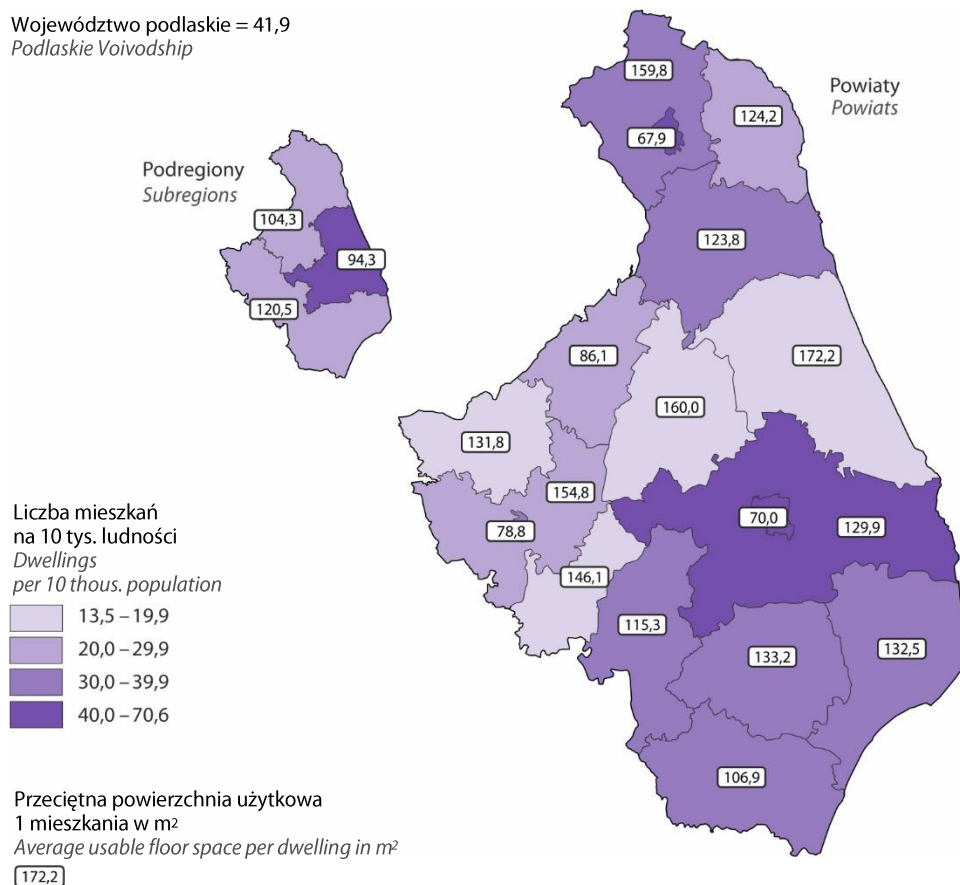 Województwo podlaskie = 41,9
Podlaskie Voivodship
Powiaty
Powiats
159,8
124,2
67,9
123,8
86,1
172,2
160,0
131,8
154,8
78,8
70,0
129,9
146,1
115,3
133,2
132,5
106,9
Podregiony
Subregions
104,3
94,3
120,5
Liczba mieszkań
na 10 tys. ludności
Dwellings
per 10 thous. population
13,5 – 19,9
20,0 – 29,9
30,0 – 39,9
40,0 – 70,6
Przeciętna powierzchnia użytkowa
1 mieszkania w m²
Average usable floor space per dwelling in m²
172,2